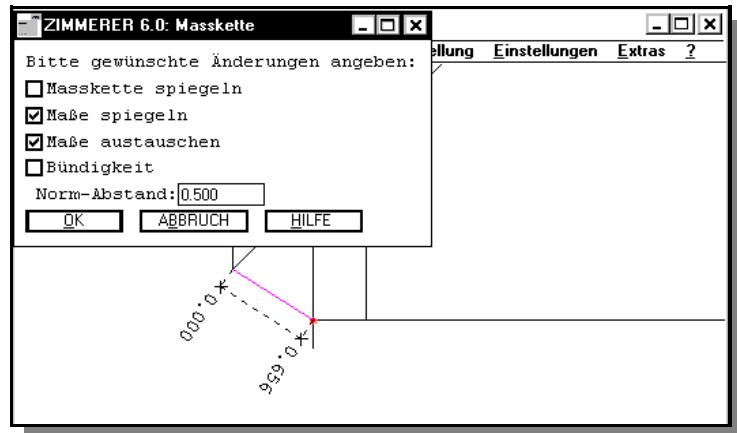 ZIMMERER 6.0: Masskette
ellung Einstellungen Extras ?
Bitte gewünschte Änderungen angeben:
Masskette spiegeln
Maße spiegeln
Maße austauschen
Bündigkeit
Norm-Abstand: 0.500
OK ABBRUCH HILFE
0.000
0.656